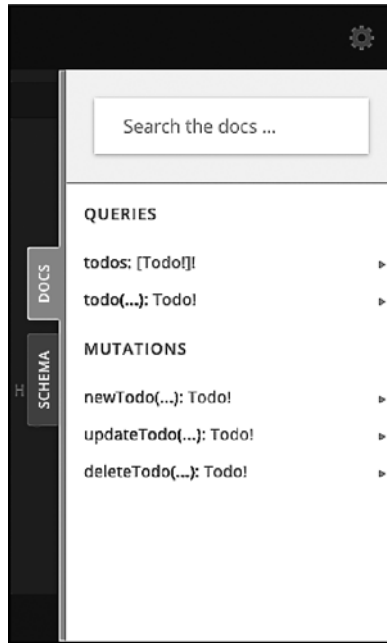 Search the docs ...
QUERIES
todos: [Todo!]!
todo(...): Todo!
MUTATIONS
newTodo(...): Todo!
updateTodo(...): Todo!
deleteTodo(...): Todo!
DOCS
SCHEMA